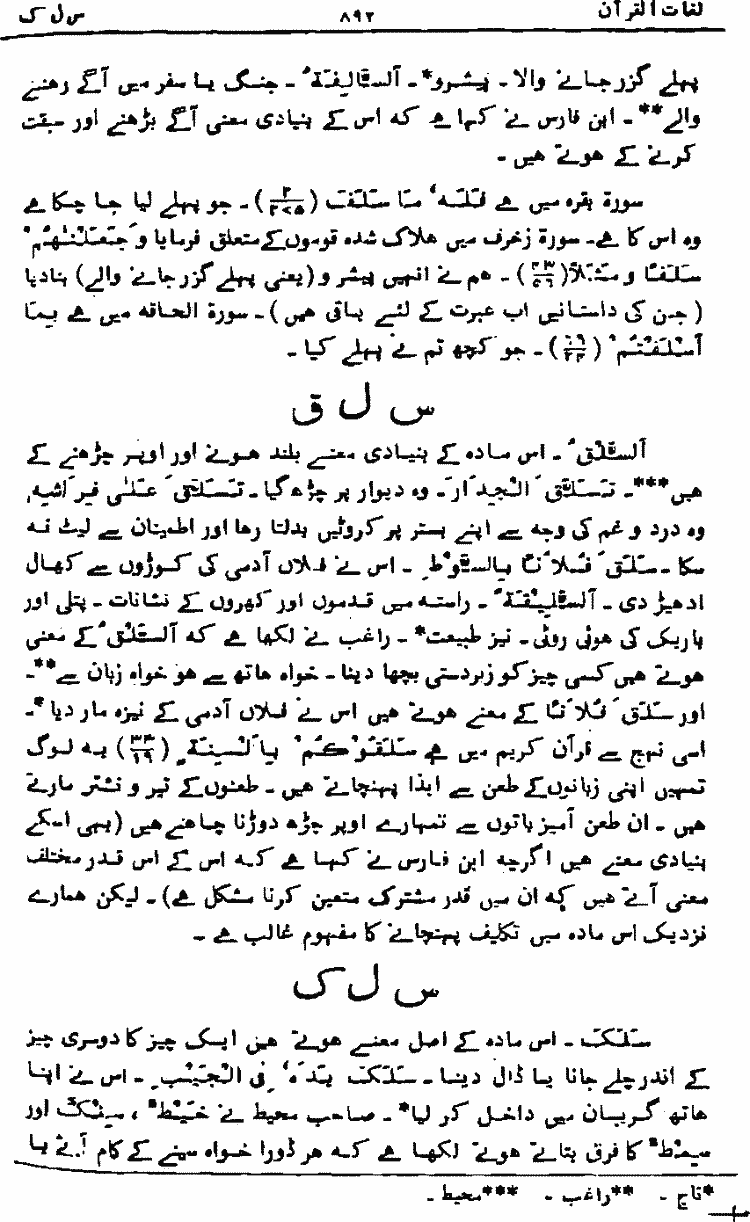 س ل ک ۸۹۲ لغات القرآن
پہلے گزر جانے والا۔ پیشرو*۔ اَلسَّالِفَۃُ۔ جنگ یا سفر میں آگے رہنے
والے**۔ ابن فارس نے کہا ہے کہ اس کے بنیادی معنی آگے بڑھنے اور سبقت
کرنے کے ہوتے ہیں۔
سورۃ بقرہ میں ہے فَلَہٗ مَا سَلَفَ (۲/۲۷۵)۔ جو پہلے لیا جا چکا ہے
وہ اس کا ہے۔ سورۃ زخرف میں ہلاک شدہ قوموں کے متعلق فرمایا وَجَعَلْنٰہُمْ
سَلَفًا وَ مَثَلًا (۴۳/۵۶)۔ ہم نے انہیں پیشرو (یعنی پہلے گزر جانے والے) بنادیا
(جن کی داستانیں اب عبرت کے لئے باقی ہیں)۔ سورۃ الحاقہ میں ہے بِمَا
اَسْلَفْتُمْ (۶۹/۲۴)۔ جو کچھ تم نے پہلے کیا۔
س ل ق
اَلسَّلْقُ۔ اس مادہ کے بنیادی معنے بلند ہونے اور اوپر چڑھنے کے
ہیں***۔ تَسَلَّقَ الْجِدَارَ۔ وہ دیوار پر چڑھ گیا۔ تَسَلَّقَ عَلٰی فِرَاشِہٖ
وہ درد و غم کی وجہ سے اپنے بستر پر کروٹیں بدلتا رہا اور اطمینان سے لیٹ نہ
سکا۔ سَلَقَ فُلَانًا بِالسَّوْطِ۔ اس نے فلاں آدمی کی کوڑوں سے کھال
ادھیڑ دی۔ اَلسَّلِیْقَۃُ۔ راستہ میں قدموں اور کھروں کے نشانات۔ پتلی اور
باریک کی ہوئی روٹی۔ نیز طبیعت*۔ راغب نے لکھا ہے کہ اَلسَّلْقُ کے معنی
ہوتے ہیں کسی چیز کو زبردستی بچھا دینا۔ خواہ ہاتھ سے ہو خواہ زبان سے**۔
اور سَلَقَ فُلَانًا کے معنے ہوتے ہیں اس نے فلاں آدمی کے نیزہ مار دیا*۔
اسی نہج سے قرآن کریم میں ہے سَلَقُوْکُمْ بِاَلْسِنَۃٍ (۳۳/۱۹) یہ لوگ
تمہیں اپنی زبانوں کے طعن سے ایذا پہنچاتے ہیں۔ طعنوں کے تیر و نشتر مارتے
ہیں۔ ان طعن آمیز باتوں سے تمہارے اوپر چڑھ دوڑنا چاہتے ہیں (یہی اسکے
بنیادی معنے ہیں اگرچہ ابن فارس نے کہا ہے کہ اس کے اس قدر مختلف
معنی آتے ہیں کہ ان میں قدر مشترک متعین کرنا مشکل ہے)۔ لیکن ہمارے
نزدیک اس مادہ میں تکلیف پہنچانے کا مفہوم غالب ہے۔
س ل ک
سَلَکَ۔ اس مادہ کے اصل معنے ہوتے ہیں ایک چیز کا دوسری چیز
کے اندر چلے جانا یا ڈال دینا۔ سَلَکَ یَدَہٗ فِی الْجَیْبِ۔ اس نے اپنا
ہاتھ گریبان میں داخل کر لیا*۔ صاحب محیط نے خَیْطٌ، سِلْکٌ اور
سِمْطٌ کا فرق بتاتے ہوئے لکھا ہے کہ ہر ڈورا خواہ سینے کے کام آئے یا
*تاج۔ **راغب۔ ***محیط۔